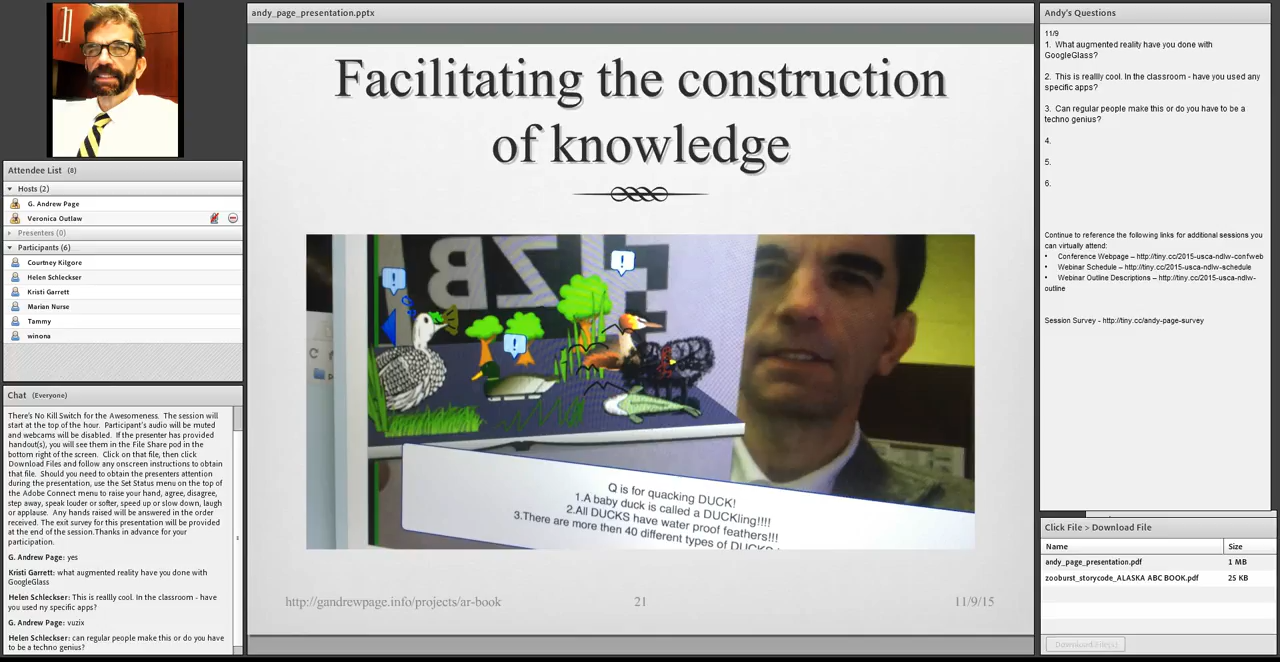 andy_page_presentation.pptx
Facilitating the construction
of knowledge
Q is for quacking DUCK!
1.A baby duck is called a DUCKling!!!!
2.All DUCKS have water proof feathers!!!
3.There are more then 40 different types of DUCKS
http://gandrewpage.info/projects/ar-book
21
11/9/15
Attendee List (8)
Hosts (2)
G. Andrew Page
Veronica Outlaw
Presenters (0)
Participants (6)
Courtney Kilgore
Helen Schleckser
Kristi Garrett
Marian Nurse
Tammy
winona
Chat (Everyone)
There's No Kill Switch for the Awesomeness. The session will
start at the top of the hour. Participant's audio will be muted
and webcams will be disabled. If the presenter has provided
handout(s), you will see them in the File Share pod in the
bottom right of the screen. Click on that file, then click
Download Files and follow any onscreen instructions to obtain
that file. Should you need to obtain the presenters attention
during the presentation, use the Set Status menu on the top of
the Adobe Connect menu to raise your hand, agree, disagree,
step away, speak louder or softer, speed up or slow down, laugh
or applause. Any hands raised will be answered in the order
received. The exit survey for this presentation will be provided
at the end of the session.Thanks in advance for your
participation.
G. Andrew Page: yes
Kristi Garrett: what augmented reality have you done with
GoogleGlass
Helen Schleckser: This is reallly cool. In the classroom - have
you used ny specific apps?
G. Andrew Page: vuzix
Helen Schleckser: can regular people make this or do you have
to be a techno genius?
Andy's Questions
11/9
1. What augmented reality have you done with
GoogleGlass?
2. This is reallly cool. In the classroom - have you used any
specific apps?
3. Can regular people make this or do you have to be a
techno genius?
4.
5.
6.
Continue to reference the following links for additional sessions you
can virtually attend:
• Conference Webpage – http://tiny.cc/2015-usca-ndlw-confweb
• Webinar Schedule – http://tiny.cc/2015-usca-ndlw-schedule
• Webinar Outline Descriptions – http://tiny.cc/2015-usca-ndlw-
outline
Session Survey - http://tiny.cc/andy-page-survey
Click File > Download File
Name Size
andy_page_presentation.pdf 1 MB
zooburst_storycode_ALASKA ABC BOOK.pdf 25 KB
Download File(s)